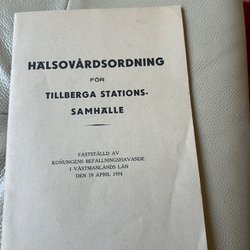 HÄLSOVÅRDSORDNING
FÖR
TILLBERGA STATIONS-
SAMHÄLLE
FASTSTÄLLD AV
KONUNGENS BEFALLNINGSHAVANDE
I VÄSTMANLANDS LÄN
DEN 19 APRIL 1934